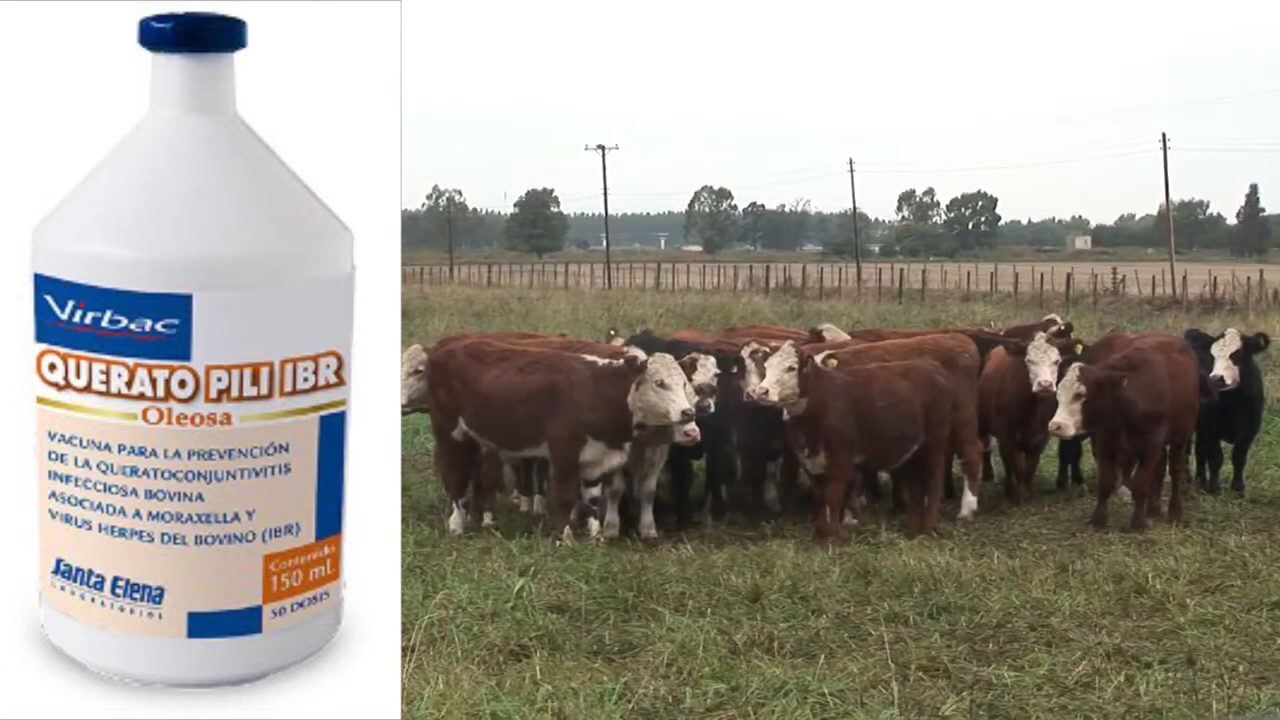 Virbac
QUERATO PILI IBR
Oleosa
VACUNA PARA LA PREVENCIÓN
DE LA QUERATOCONJUNTIVITIS
INFECCIOSA BOVINA
ASOCIADA A MORAXELLA Y
VIRUS HERPES DEL BOVINO (IBR)
Contenido
150 mL
50 DOSIS
Santa Elena
LABORATORIOS